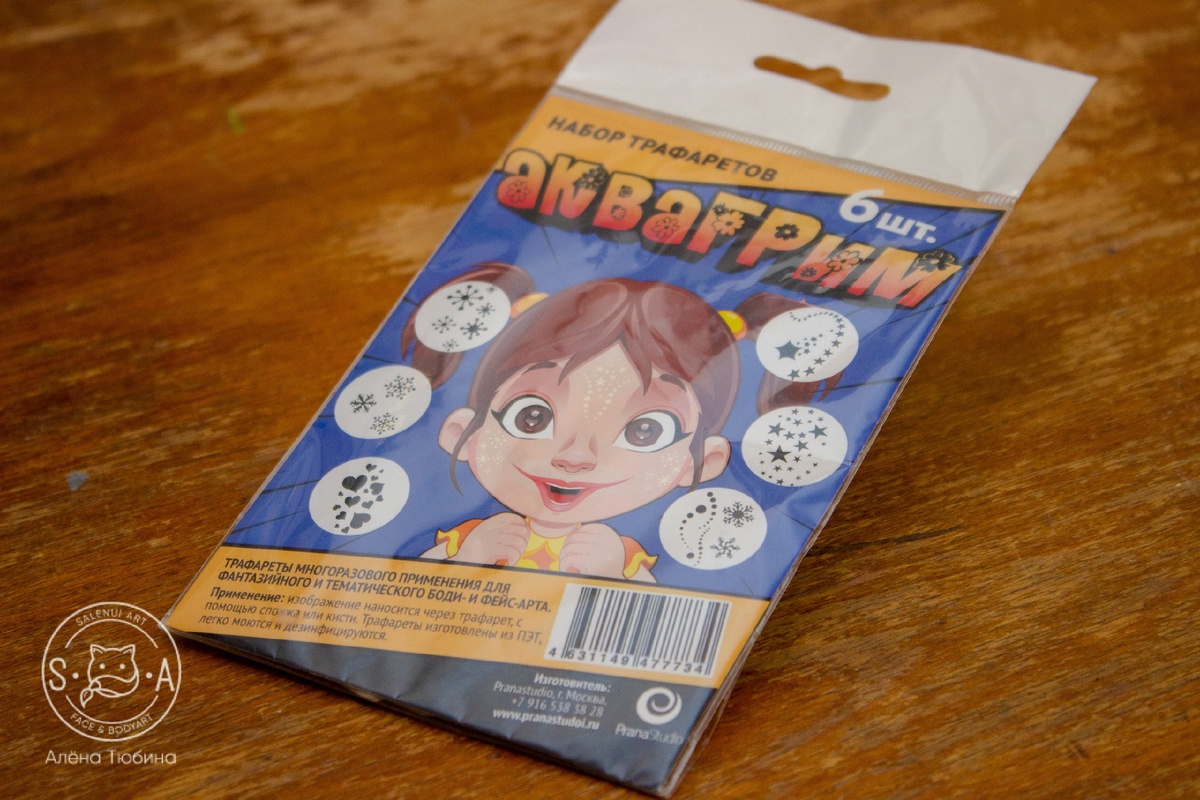 НАБОР ТРАФАРЕТОВ
аквагрим
6 шт.
ТРАФАРЕТЫ МНОГОРАЗОВОГО ПРИМЕНЕНИЯ ДЛЯ
ФАНТАЗИЙНОГО И ТЕМАТИЧЕСКОГО БОДИ- И ФЕЙС-АРТА.
Применение: изображение наносится через трафарет, с
помощью спонжа или кисти. Трафареты изготовлены из ПЭТ,
легко моются и дезинфицируются.
4 631149 477734
Изготовитель:
Pranastudio, г. Москва,
+7 916 538 38 28
www.pranastudoi.ru
PranaStudio
SALENUI ART
S A
FACE & BODYART
Алёна Тюбина